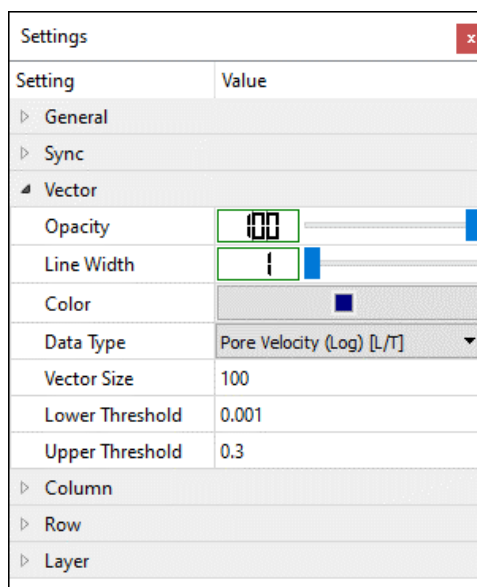 Settings
x
Setting Value
General
Sync
Vector
Opacity 100
Line Width 1
Color
Data Type Pore Velocity (Log) [L/T]
Vector Size 100
Lower Threshold 0.001
Upper Threshold 0.3
Column
Row
Layer